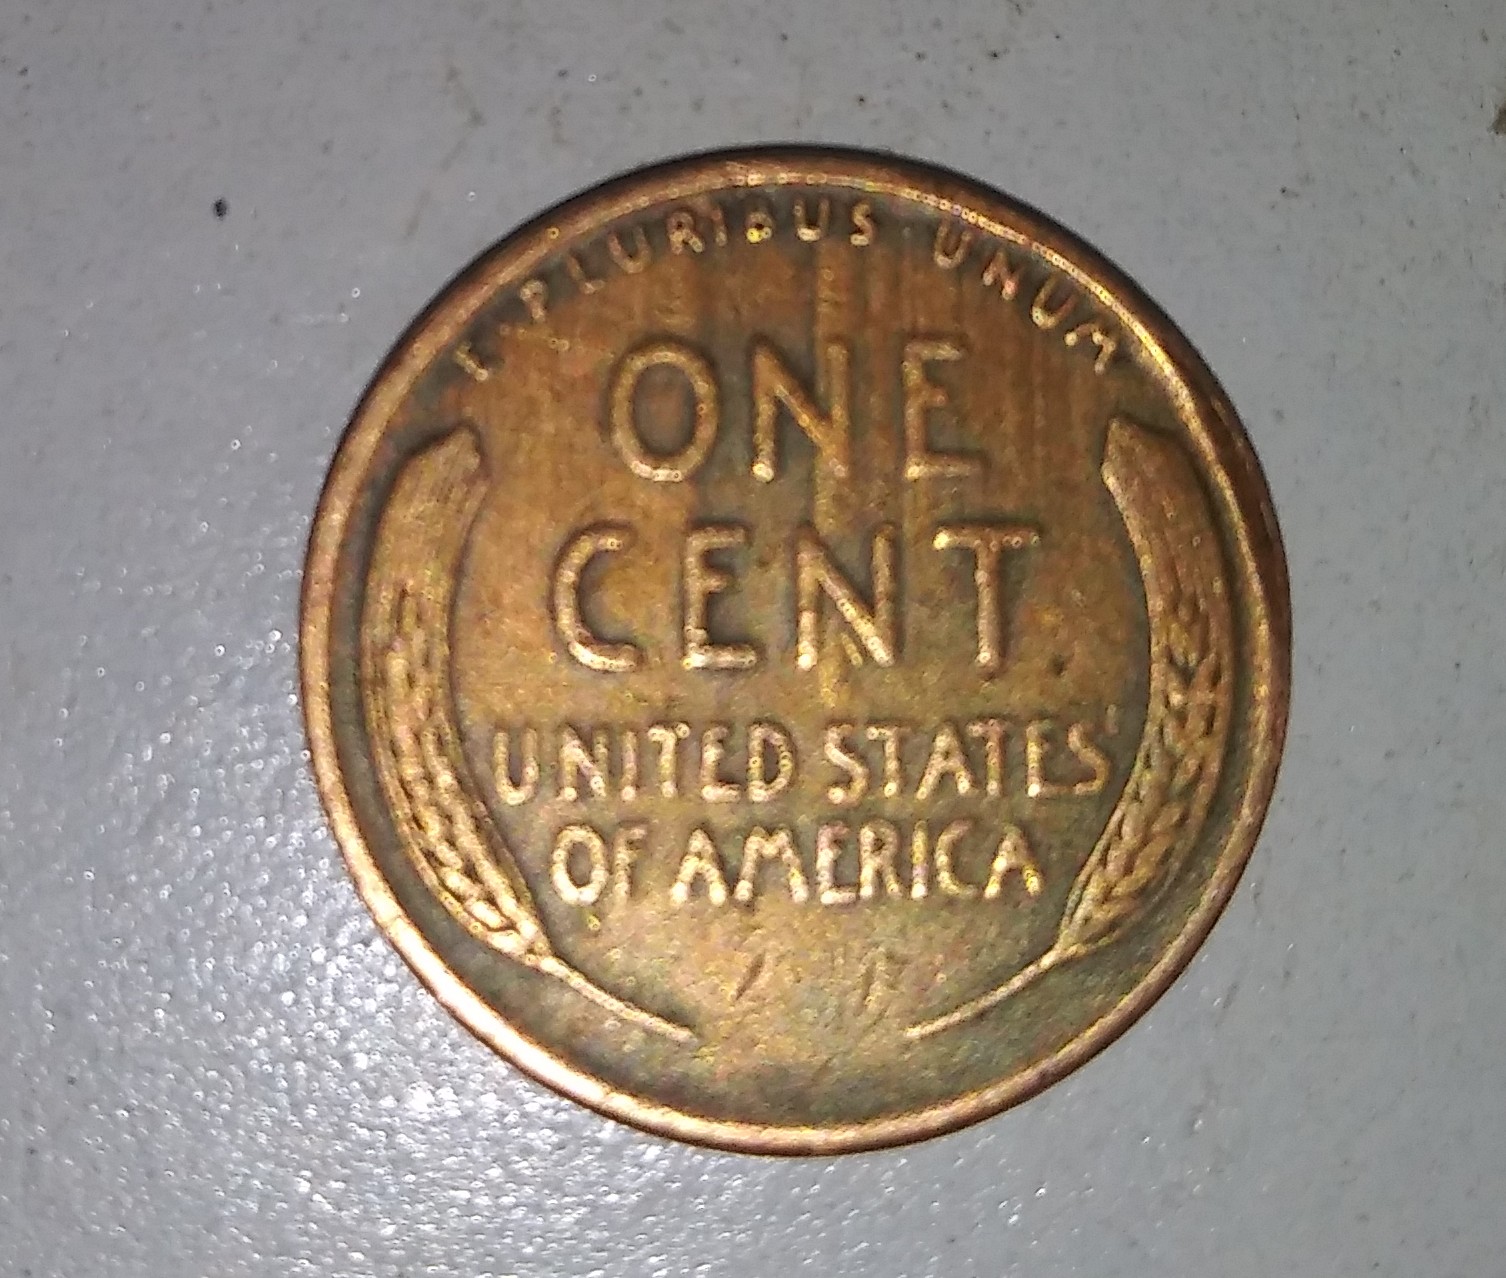 E·PLURIBUS·UNUM
ONE
CENT
UNITED STATES
OF AMERICA